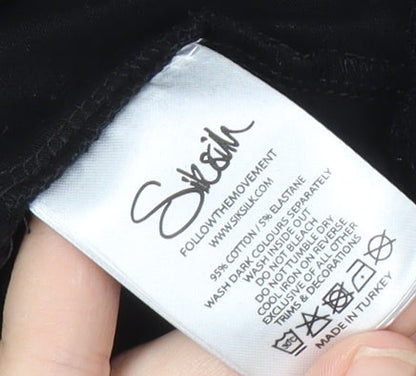 Siksilk
FOLLOWTHEMOVEMENT
WWW.SIKSILK.COM
95% COTTON / 5% ELASTANE
WASH DARK COLOURS SEPARATELY
WASH INSIDE OUT
DO NOT BLEACH
DO NOT TUMBLE DRY
COOL IRON ON REVERSE
EXCLUSIVE OF ALL OTHER
TRIMS & DECORATIONS
MADE IN TURKEY